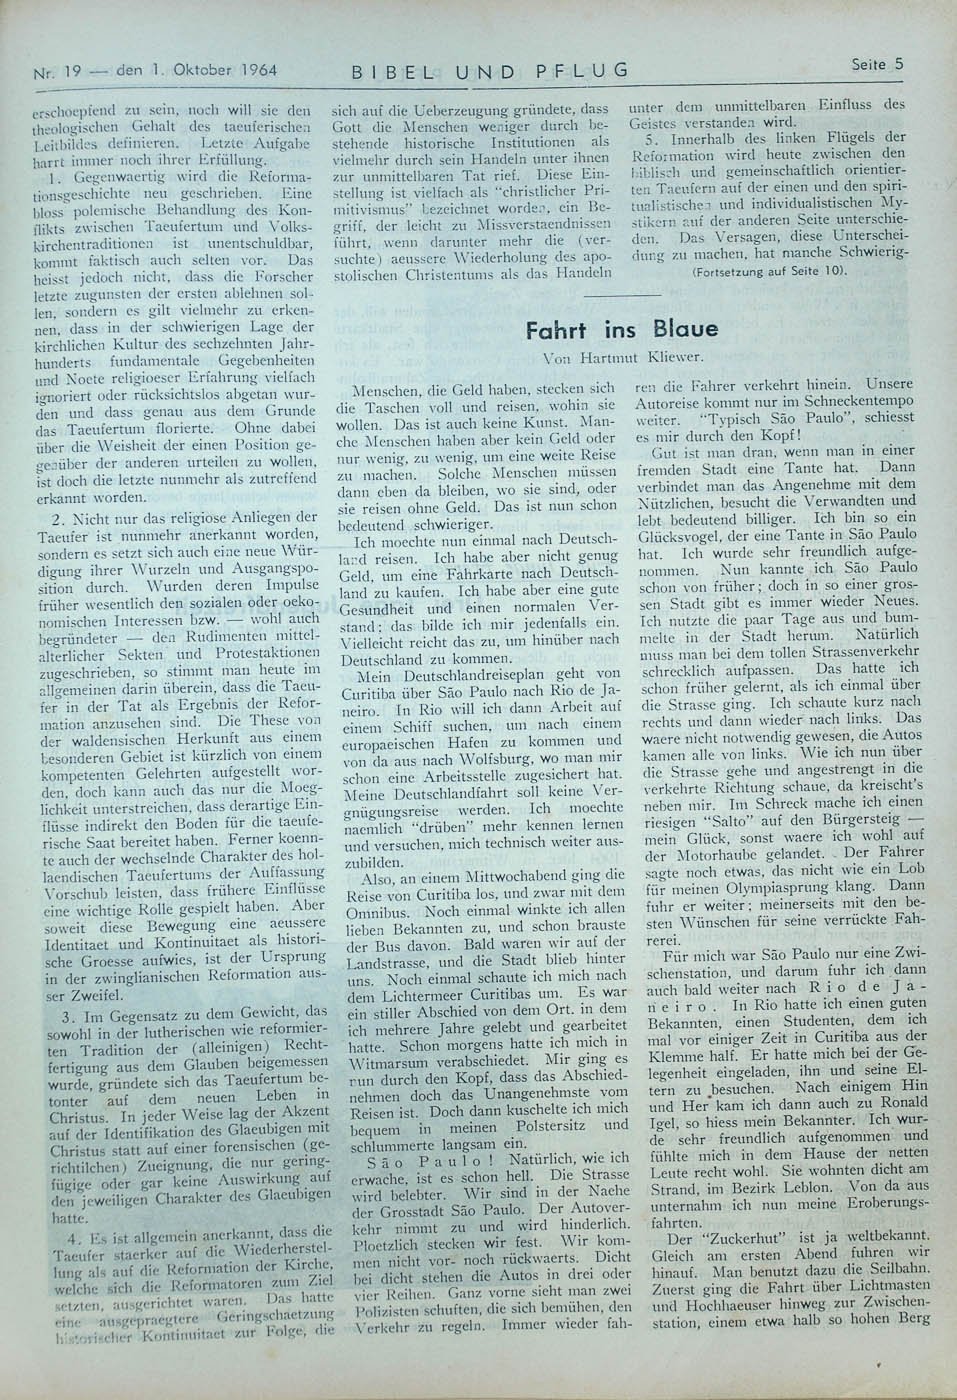 Nr. 19 — den 1. Oktober 1964
BIBEL UND PFLUG
Seite 5
erschoepfend zu sein, noch will sie den
theologischen Gehalt des taeuferischen
Leitbildes definieren. Letzte Aufgabe
harrt immer noch ihrer Erfüllung.
1. Gegenwaertig wird die Reforma-
tionsgeschichte neu geschrieben. Eine
bloss polemische Behandlung des Kon-
flikts zwischen Taeufertum und Volks-
kirchentraditionen ist unentschuldbar,
kommt faktisch auch selten vor. Das
heisst jedoch nicht, dass die Forscher
letzte zugunsten der ersten ablehnen sol-
len, sondern es gilt vielmehr zu erken-
nen, dass in der schwierigen Lage der
kirchlichen Kultur des sechzehnten Jahr-
hunderts fundamentale Gegebenheiten
und Noete religioeser Erfahrung vielfach
ignoriert oder rücksichtslos abgetan wur-
den und dass genau aus dem Grunde
das Taeufertum florierte. Ohne dabei
über die Weisheit der einen Position ge-
genüber der anderen urteilen zu wollen,
ist doch die letzte nunmehr als zutreffend
erkannt worden.
2. Nicht nur das religiose Anliegen der
Taeufer ist nunmehr anerkannt worden,
sondern es setzt sich auch eine neue Wür-
digung ihrer Wurzeln und Ausgangspo-
sition durch. Wurden deren Impulse
früher wesentlich den sozialen oder oeko-
nomischen Interessen bzw. — wohl auch
begründeter — den Rudimenten mittel-
alterlicher Sekten und Protestaktionen
zugeschrieben, so stimmt man heute im
allgemeinen darin überein, dass die Taeu-
fer in der Tat als Ergebnis der Refor-
mation anzusehen sind. Die These von
der waldensischen Herkunft aus einem
besonderen Gebiet ist kürzlich von einem
kompetenten Gelehrten aufgestellt wor-
den, doch kann auch das nur die Moeg-
lichkeit unterstreichen, dass derartige Ein-
flüsse indirekt den Boden für die taeufe-
rische Saat bereitet haben. Ferner koenn-
te auch der wechselnde Charakter des hol-
laendischen Taeufertums der Auffassung
Vorschub leisten, dass frühere Einflüsse
eine wichtige Rolle gespielt haben. Aber
soweit diese Bewegung eine aeussere
Identitaet und Kontinuitaet als histori-
sche Groesse aufwies, ist der Ursprung
in der zwinglianischen Reformation aus-
ser Zweifel.
3. Im Gegensatz zu dem Gewicht, das
sowohl in der lutherischen wie reformier-
ten Tradition der (alleinigen) Recht-
fertigung aus dem Glauben beigemessen
wurde, gründete sich das Taeufertum be-
tonter auf dem neuen Leben in
Christus. In jeder Weise lag der Akzent
auf der Identifikation des Glaeubigen mit
Christus statt auf einer forensischen (ge-
richtilchen) Zueignung, die nur gering-
fügige oder gar keine Auswirkung auf
den jeweiligen Charakter des Glaeubigen
hatte.
4. Es ist allgemein anerkannt, dass die
Taeufer staerker auf die Wiederherstel-
lung als auf die Reformation der Kirche,
welche sich die Reformatoren zum Ziel
setzten, ausgerichtet waren. Das hatte
eine ausgepraegtere Geringschaetzung
historischer Kontinuitaet zur Folge, die
sich auf die Ueberzeugung gründete, dass
Gott die Menschen weniger durch be-
stehende historische Institutionen als
vielmehr durch sein Handeln unter ihnen
zur unmittelbaren Tat rief. Diese Ein-
stellung ist vielfach als "christlicher Pri-
mitivismus" bezeichnet worden, ein Be-
griff, der leicht zu Missverstaendnissen
führt, wenn darunter mehr die (ver-
suchte) aeussere Wiederholung des apo-
stolischen Christentums als das Handeln
unter dem unmittelbaren Einfluss des
Geistes verstanden wird.
5. Innerhalb des linken Flügels der
Reformation wird heute zwischen den
biblisch und gemeinschaftlich orientier-
ten Taeufern auf der einen und den spiri-
tualistischen und individualistischen My-
stikern auf der anderen Seite unterschie-
den. Das Versagen, diese Unterschei-
dung zu machen, hat manche Schwierig-
(Fortsetzung auf Seite 10).
Fahrt ins Blaue
Von Hartmut Kliewer.
Menschen, die Geld haben, stecken sich
die Taschen voll und reisen, wohin sie
wollen. Das ist auch keine Kunst. Man-
che Menschen haben aber kein Geld oder
nur wenig, zu wenig, um eine weite Reise
zu machen. Solche Menschen müssen
dann eben da bleiben, wo sie sind, oder
sie reisen ohne Geld. Das ist nun schon
bedeutend schwieriger.
Ich moechte nun einmal nach Deutsch-
land reisen. Ich habe aber nicht genug
Geld, um eine Fahrkarte nach Deutsch-
land zu kaufen. Ich habe aber eine gute
Gesundheit und einen normalen Ver-
stand; das bilde ich mir jedenfalls ein.
Vielleicht reicht das zu, um hinüber nach
Deutschland zu kommen.
Mein Deutschlandreiseplan geht von
Curitiba über São Paulo nach Rio de Ja-
neiro. In Rio will ich dann Arbeit auf
einem Schiff suchen, um nach einem
europaeischen Hafen zu kommen und
von da aus nach Wolfsburg, wo man mir
schon eine Arbeitsstelle zugesichert hat.
Meine Deutschlandfahrt soll keine Ver-
gnügungsreise werden. Ich moechte
naemlich "drüben" mehr kennen lernen
und versuchen, mich technisch weiter aus-
zubilden.
Also, an einem Mittwochabend ging die
Reise von Curitiba los, und zwar mit dem
Omnibus. Noch einmal winkte ich allen
lieben Bekannten zu, und schon brauste
der Bus davon. Bald waren wir auf der
Landstrasse, und die Stadt blieb hinter
uns. Noch einmal schaute ich mich nach
dem Lichtermeer Curitibas um. Es war
ein stiller Abschied von dem Ort, in dem
ich mehrere Jahre gelebt und gearbeitet
hatte. Schon morgens hatte ich mich in
Witmarsum verabschiedet. Mir ging es
nun durch den Kopf, dass das Abschied-
nehmen doch das Unangenehmste vom
Reisen ist. Doch dann kuschelte ich mich
bequem in meinen Polstersitz und
schlummerte langsam ein.
São Paulo! Natürlich, wie ich
erwache, ist es schon hell. Die Strasse
wird belebter. Wir sind in der Naehe
der Grosstadt São Paulo. Der Autover-
kehr nimmt zu und wird hinderlich.
Ploetzlich stecken wir fest. Wir kom-
men nicht vor- noch rückwaerts. Dicht
bei dicht stehen die Autos in drei oder
vier Reihen. Ganz vorne sieht man zwei
Polizisten schuften, die sich bemühen, den
Verkehr zu regeln. Immer wieder fah-
ren die Fahrer verkehrt hinein. Unsere
Autoreise kommt nur im Schneckentempo
weiter. "Typisch São Paulo", schiesst
es mir durch den Kopf!
Gut ist man dran, wenn man in einer
fremden Stadt eine Tante hat. Dann
verbindet man das Angenehme mit dem
Nützlichen, besucht die Verwandten und
lebt bedeutend billiger. Ich bin so ein
Glücksvogel, der eine Tante in São Paulo
hat. Ich wurde sehr freundlich aufge-
nommen. Nun kannte ich São Paulo
schon von früher; doch in so einer gros-
sen Stadt gibt es immer wieder Neues.
Ich nutzte die paar Tage aus und bum-
melte in der Stadt herum. Natürlich
muss man bei dem tollen Strassenverkehr
schrecklich aufpassen. Das hatte ich
schon früher gelernt, als ich einmal über
die Strasse ging. Ich schaute kurz nach
rechts und dann wieder nach links. Das
waere nicht notwendig gewesen, die Autos
kamen alle von links. Wie ich nun über
die Strasse gehe und angestrengt in die
verkehrte Richtung schaue, da kreischt's
neben mir. Im Schreck mache ich einen
riesigen "Salto" auf den Bürgersteig —
mein Glück, sonst waere ich wohl auf
der Motorhaube gelandet. Der Fahrer
sagte noch etwas, das nicht wie ein Lob
für meinen Olympiasprung klang. Dann
fuhr er weiter; meinerseits mit den be-
sten Wünschen für seine verrückte Fah-
rerei.
Für mich war São Paulo nur eine Zwi-
schenstation, und darum fuhr ich dann
auch bald weiter nach Rio de Ja-
neiro. In Rio hatte ich einen guten
Bekannten, einen Studenten, dem ich
mal vor einiger Zeit in Curitiba aus der
Klemme half. Er hatte mich bei der Ge-
legenheit eingeladen, ihn und seine El-
tern zu besuchen. Nach einigem Hin
und Her kam ich dann auch zu Ronald
Igel, so hiess mein Bekannter. Ich wur-
de sehr freundlich aufgenommen und
fühlte mich in dem Hause der netten
Leute recht wohl. Sie wohnten dicht am
Strand, im Bezirk Leblon. Von da aus
unternahm ich nun meine Eroberungs-
fahrten.
Der "Zuckerhut" ist ja weltbekannt.
Gleich am ersten Abend fuhren wir
hinauf. Man benutzt dazu die Seilbahn.
Zuerst ging die Fahrt über Lichtmasten
und Hochhaeuser hinweg zur Zwischen-
station, einem etwa halb so hohen Berg